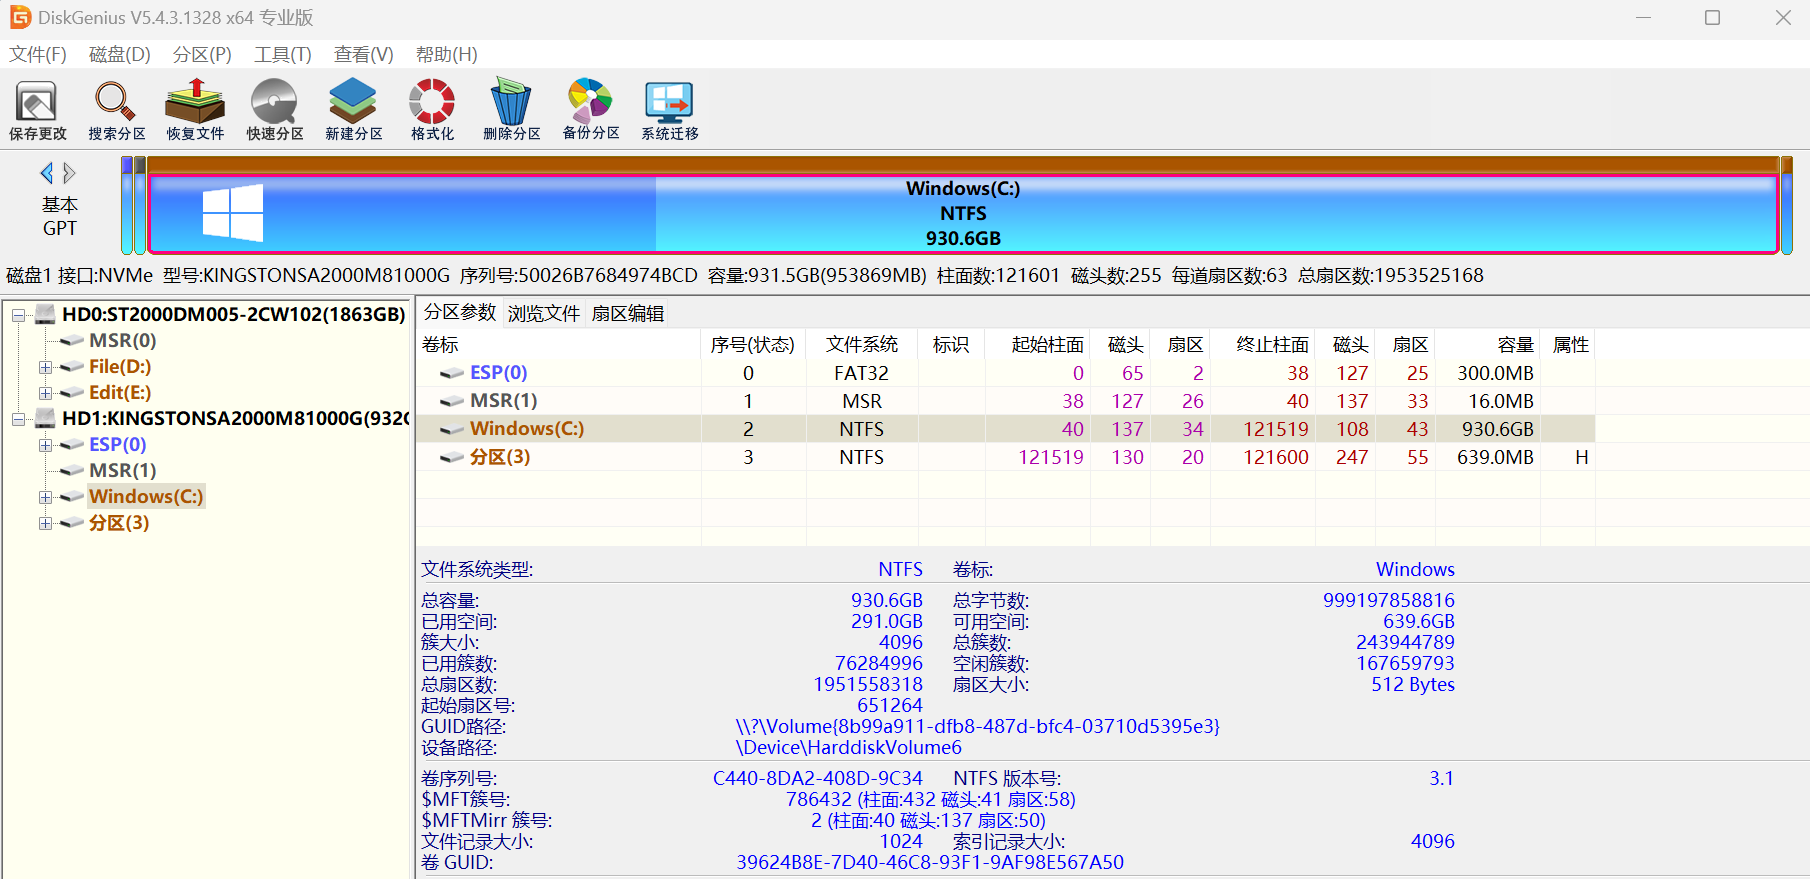 DiskGenius V5.4.3.1328 x64 专业版
文件(F) 磁盘(D) 分区(P) 工具(T) 查看(V) 帮助(H)
保存更改 搜索分区 恢复文件 快速分区 新建分区 格式化 删除分区 备份分区 系统迁移
基本
GPT
Windows(C:)
NTFS
930.6GB
磁盘1 接口:NVMe 型号:KINGSTONSA2000M81000G 序列号:50026B7684974BCD 容量:931.5GB(953869MB) 柱面数:121601 磁头数:255 每道扇区数:63 总扇区数:1953525168
HD0:ST2000DM005-2CW102(1863GB)
MSR(0)
File(D:)
Edit(E:)
HD1:KINGSTONSA2000M81000G(932G
ESP(0)
MSR(1)
Windows(C:)
分区(3)
分区参数 浏览文件 扇区编辑
卷标 序号(状态) 文件系统 标识 起始柱面 磁头 扇区 终止柱面 磁头 扇区 容量 属性
ESP(0) 0 FAT32 0 65 2 38 127 25 300.0MB
MSR(1) 1 MSR 38 127 26 40 137 33 16.0MB
Windows(C:) 2 NTFS 40 137 34 121519 108 43 930.6GB
分区(3) 3 NTFS 121519 130 20 121600 247 55 639.0MB H
文件系统类型: NTFS 卷标: Windows
总容量: 930.6GB 总字节数: 999197858816
已用空间: 291.0GB 可用空间: 639.6GB
簇大小: 4096 总簇数: 243944789
已用簇数: 76284996 空闲簇数: 167659793
总扇区数: 1951558318 扇区大小: 512 Bytes
起始扇区号: 651264
GUID路径: \\?\Volume{8b99a911-dfb8-487d-bfc4-03710d5395e3}
设备路径: \Device\HarddiskVolume6
卷序列号: C440-8DA2-408D-9C34 NTFS 版本号: 3.1
$MFT簇号: 786432 (柱面:432 磁头:41 扇区:58)
$MFTMirr 簇号: 2 (柱面:40 磁头:137 扇区:50)
文件记录大小: 1024 索引记录大小: 4096
卷 GUID: 39624B8E-7D40-46C8-93F1-9AF98E567A50